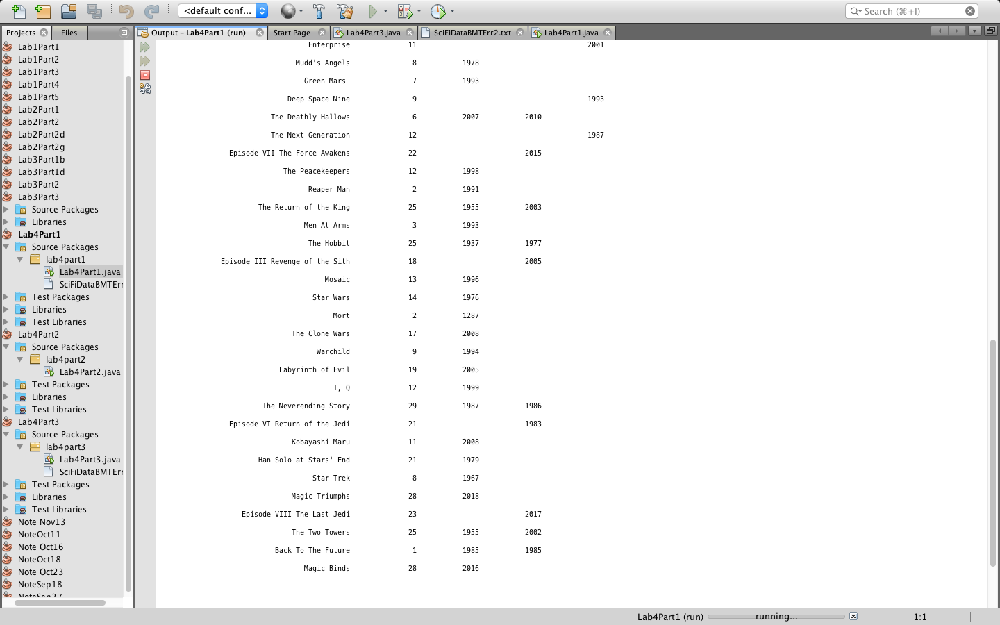 <default conf...
Search (⌘+I)
Projects
Files
Output – Lab4Part1 (run)
Start Page
Lab4Part3.java
SciFiDataBMTErr2.txt
Lab4Part1.java
Lab1Part1
Lab1Part2
Lab1Part3
Lab1Part4
Lab1Part5
Lab2Part1
Lab2Part2
Lab2Part2d
Lab2Part2g
Lab3Part1b
Lab3Part1d
Lab3Part2
Lab3Part3
Source Packages
Libraries
Lab4Part1
Source Packages
lab4part1
Lab4Part1.java
SciFiDataBMTErr
Test Packages
Libraries
Test Libraries
Lab4Part2
Source Packages
lab4part2
Lab4Part2.java
Test Packages
Libraries
Test Libraries
Lab4Part3
Source Packages
lab4part3
Lab4Part3.java
SciFiDataBMTErr
Test Packages
Libraries
Test Libraries
Note Nov13
NoteOct11
Note Oct16
NoteOct18
Note Oct23
NoteSep18
NoteSep27
Enterprise 11 2001
Mudd's Angels 8 1978
Green Mars 7 1993
Deep Space Nine 9 1993
The Deathly Hallows 6 2007 2010
The Next Generation 12 1987
Episode VII The Force Awakens 22 2015
The Peacekeepers 12 1998
Reaper Man 2 1991
The Return of the King 25 1955 2003
Men At Arms 3 1993
The Hobbit 25 1937 1977
Episode III Revenge of the Sith 18 2005
Mosaic 13 1996
Star Wars 14 1976
Mort 2 1287
The Clone Wars 17 2008
Warchild 9 1994
Labyrinth of Evil 19 2005
I, Q 12 1999
The Neverending Story 29 1987 1986
Episode VI Return of the Jedi 21 1983
Kobayashi Maru 11 2008
Han Solo at Stars' End 21 1979
Star Trek 8 1967
Magic Triumphs 28 2018
Episode VIII The Last Jedi 23 2017
The Two Towers 25 1955 2002
Back To The Future 1 1985 1985
Magic Binds 28 2016
Lab4Part1 (run)
running...
1:1